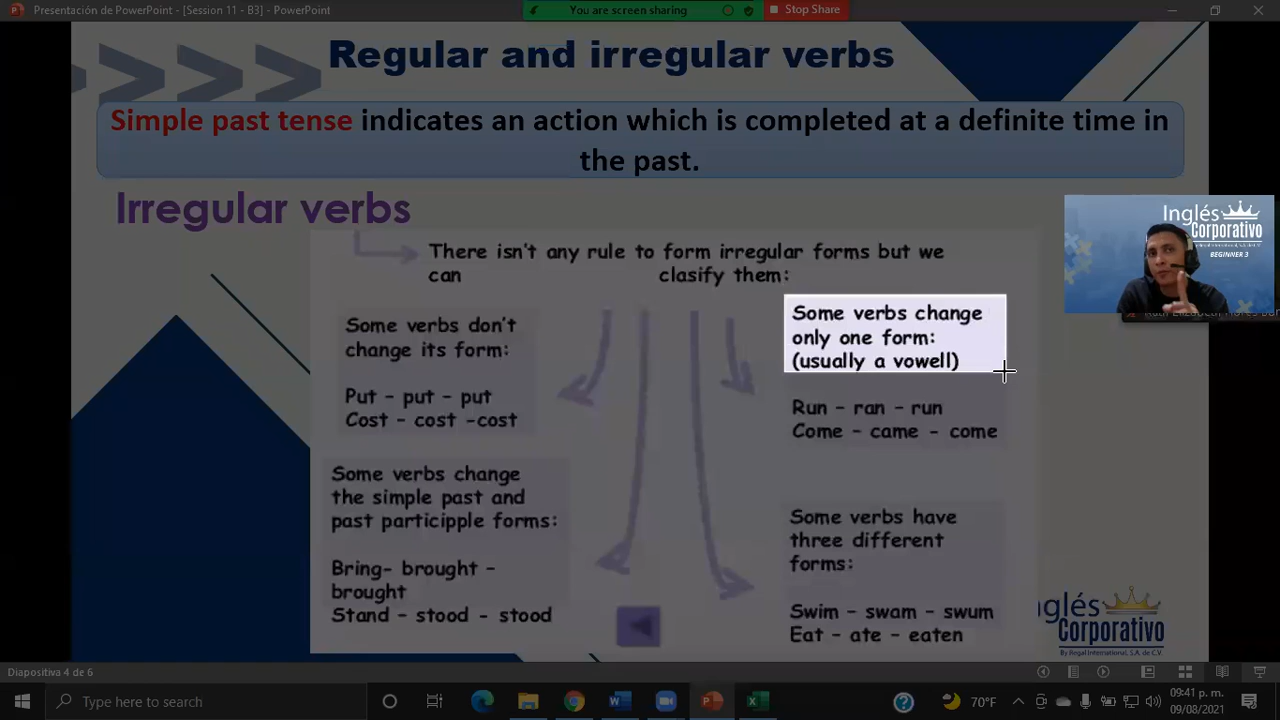 Presentación de PowerPoint - [Session 11 - B3] - PowerPoint
You are screen sharing
Stop Share
Regular and irregular verbs
Simple past tense indicates an action which is completed at a definite time in
the past.
Irregular verbs
There isn't any rule to form irregular forms but we
can clasify them:
Some verbs don't
change its form:
Put - put - put
Cost - cost -cost
Some verbs change
only one form:
(usually a vowell)
Run - ran - run
Come - came - come
Some verbs change
the simple past and
past participple forms:
Bring- brought -
brought
Stand - stood - stood
Some verbs have
three different
forms:
Swim - swam - swum
Eat - ate - eaten
Inglés
Corporativo
BEGINNER 3
nglés
Corporativo
By Regal International, S.A. de C.V.
Diapositiva 4 de 6
Type here to search
70°F
09:41 p. m.
09/08/2021